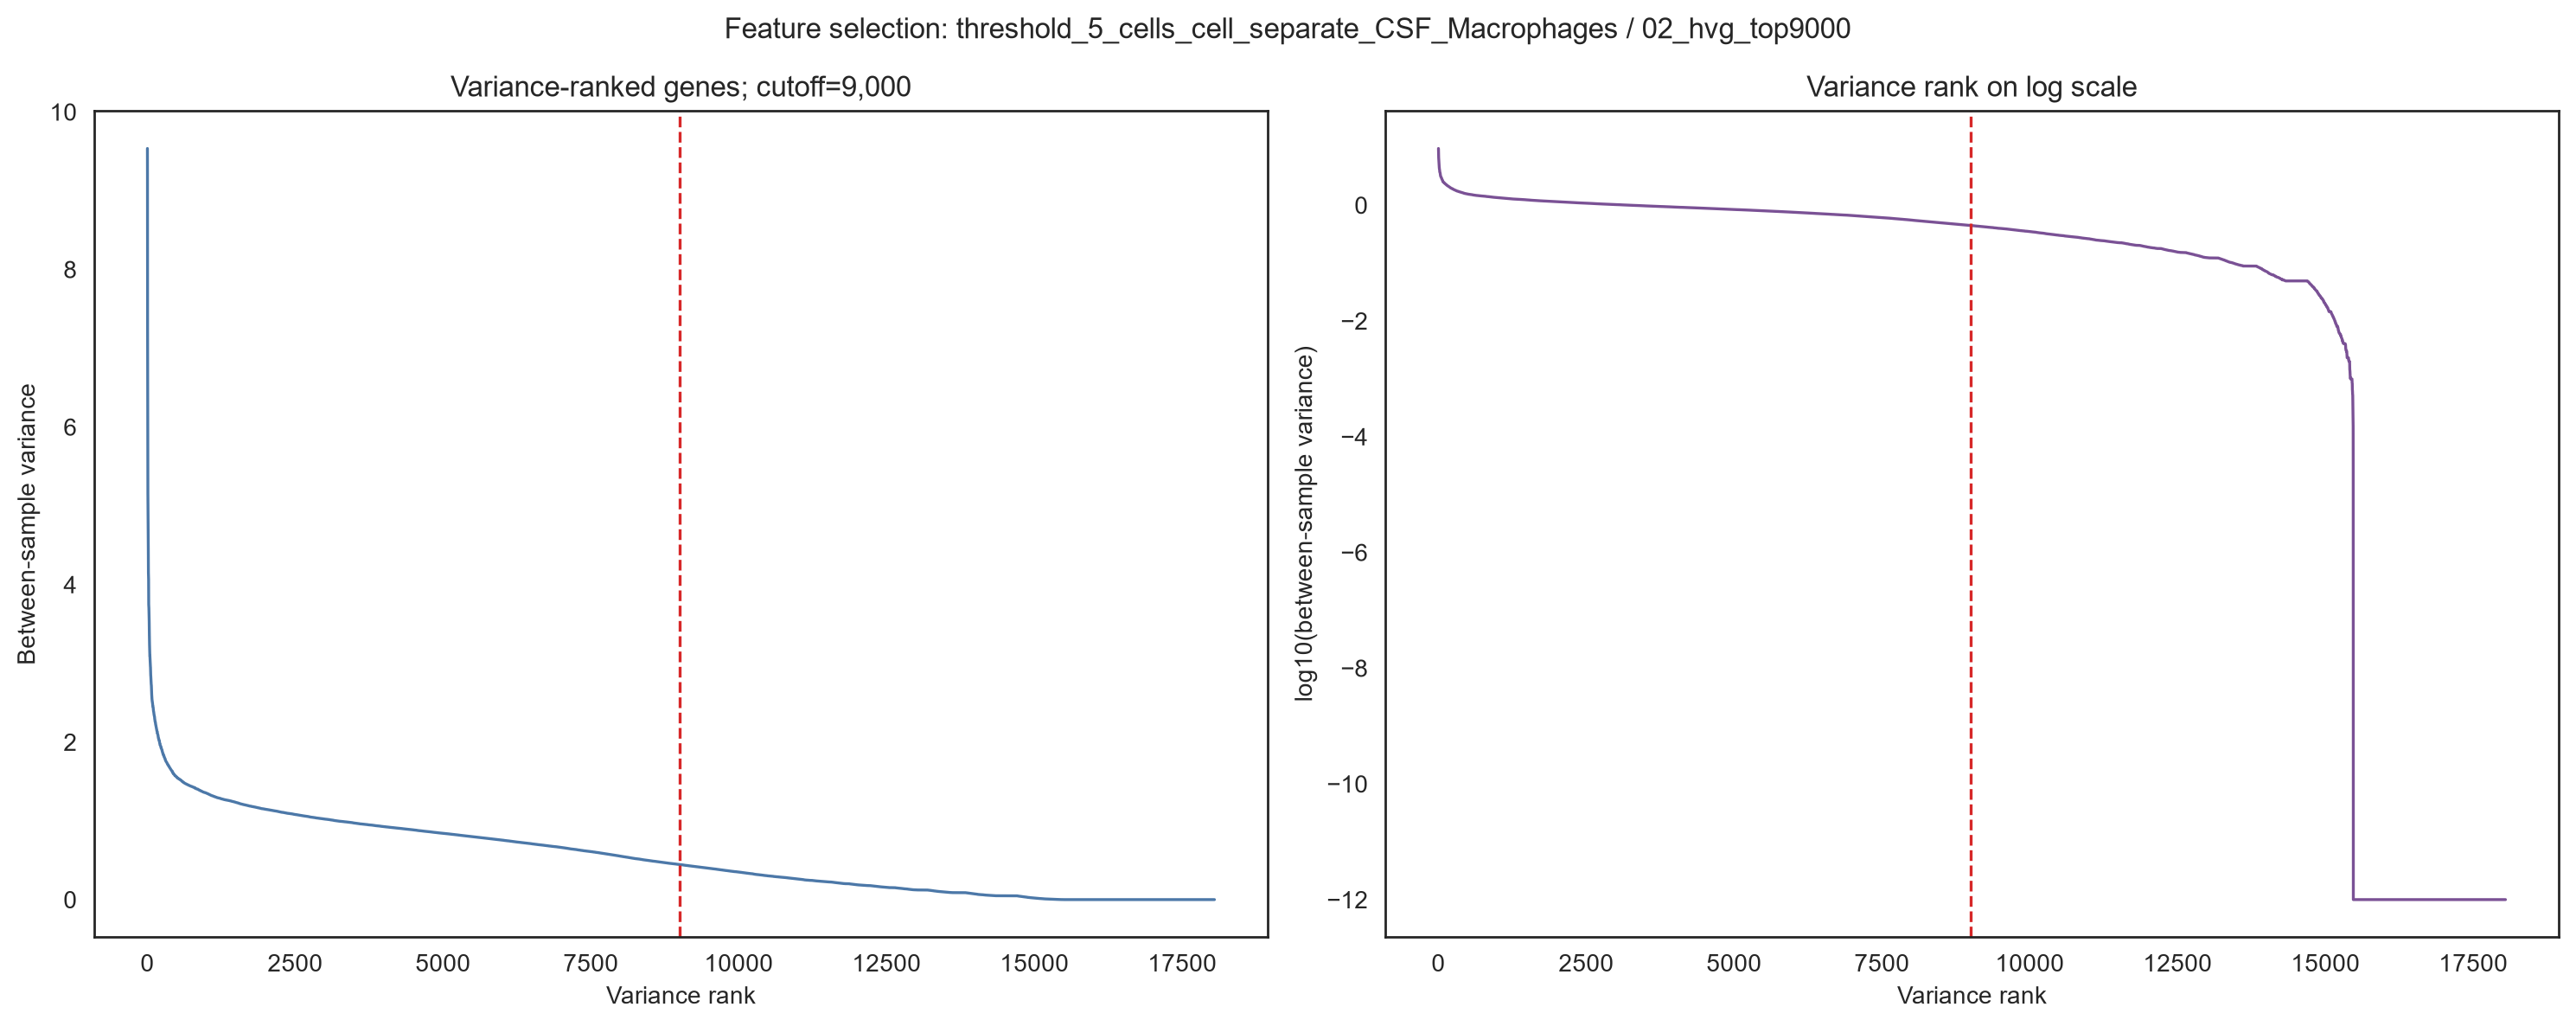 Feature selection: threshold_5_cells_cell_separate_CSF_Macrophages / 02_hvg_top9000
Variance-ranked genes; cutoff=9,000
Between-sample variance
10
8
6
4
2
0
0 2500 5000 7500 10000 12500 15000 17500
Variance rank
Variance rank on log scale
log10(between-sample variance)
0
−2
−4
−6
−8
−10
−12
0 2500 5000 7500 10000 12500 15000 17500
Variance rank